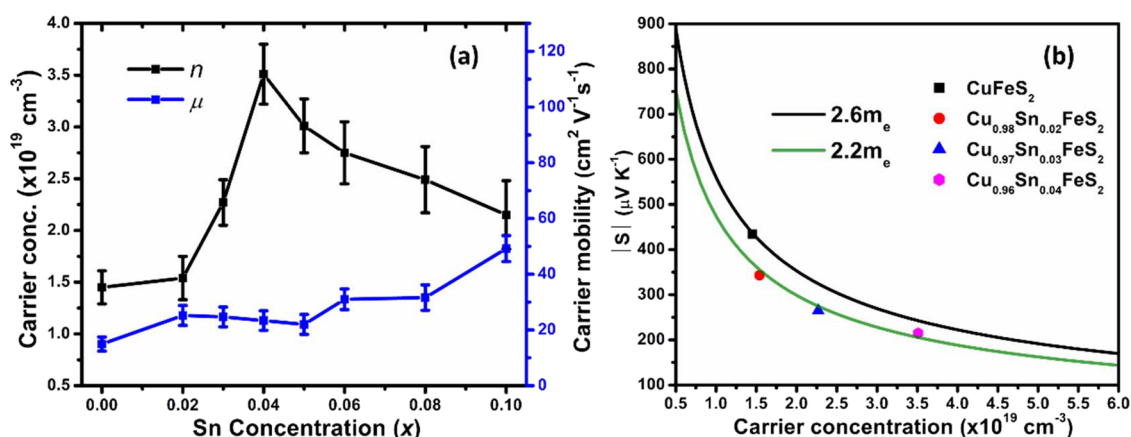 (a)
n
μ
Carrier conc. (x10¹⁹ cm⁻³)
4.0
3.5
3.0
2.5
2.0
1.5
1.0
0.5
0.00
0.02
0.04
0.06
0.08
0.10
Sn Concentration (x)
120
100
80
60
40
20
0
Carrier mobility (cm² V⁻¹s⁻¹)
(b)
CuFeS₂
Cu₀.₉₈Sn₀.₀₂FeS₂
Cu₀.₉₇Sn₀.₀₃FeS₂
Cu₀.₉₆Sn₀.₀₄FeS₂
2.6mₑ
2.2mₑ
|S| (μV K⁻¹)
900
800
700
600
500
400
300
200
100
0.5
1.0
1.5
2.0
2.5
3.0
3.5
4.0
4.5
5.0
5.5
6.0
Carrier concentration (x10¹⁹ cm⁻³)